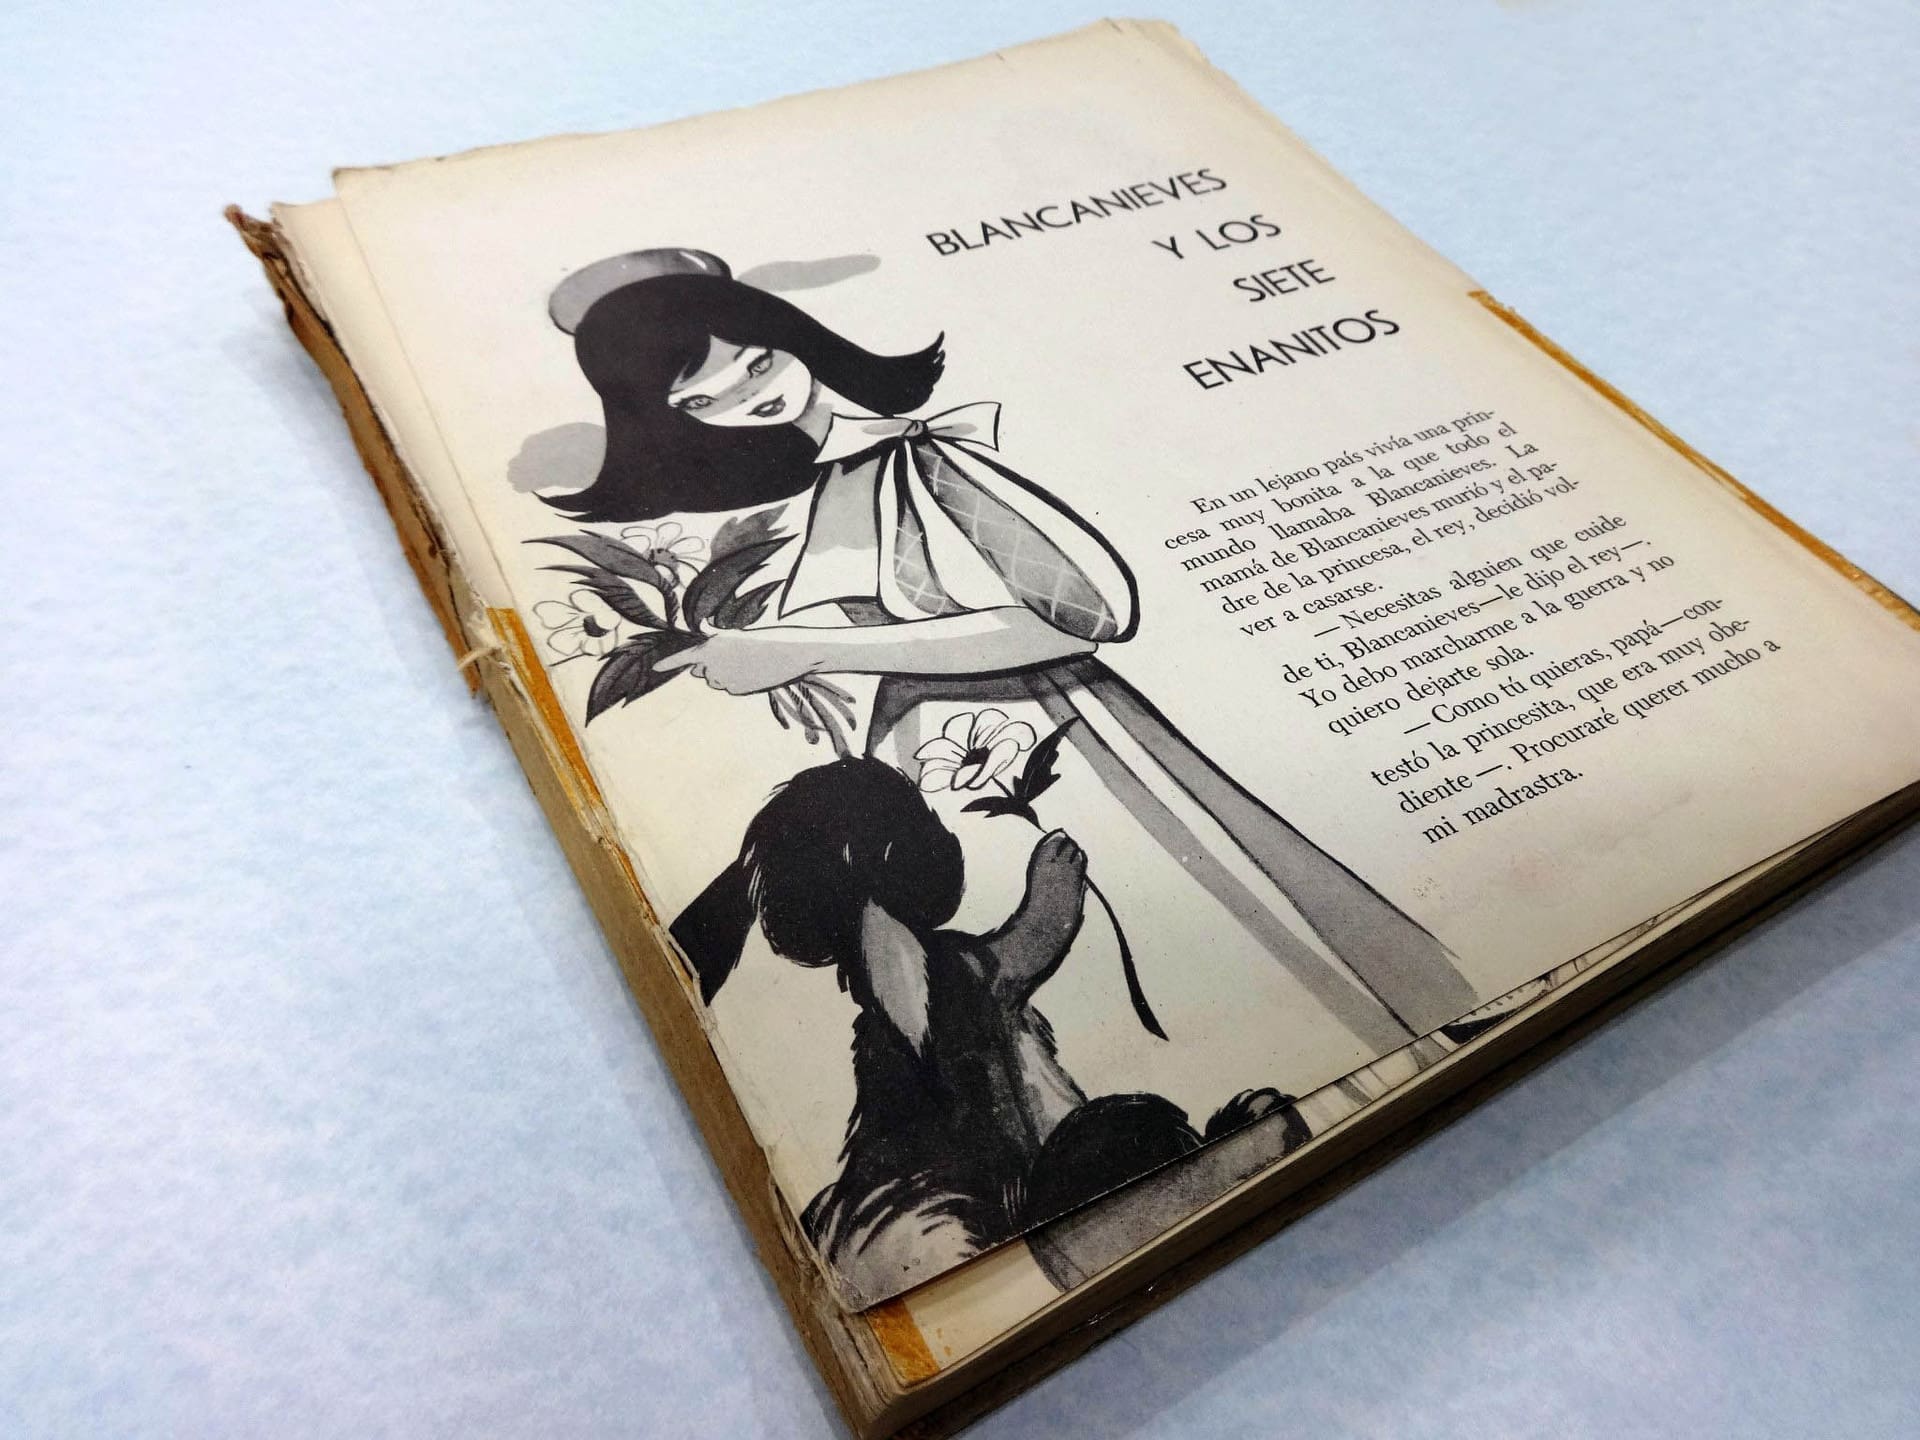 BLANCANIEVES
Y LOS
SIETE
ENANITOS
En un lejano país vivía una prin-
cesa muy bonita a la que todo el
mundo llamaba Blancanieves. La
mamá de Blancanieves murió y el pa-
dre de la princesa, el rey, decidió vol-
ver a casarse.
— Necesitas alguien que cuide
de ti, Blancanieves—le dijo el rey—.
Yo debo marcharme a la guerra y no
quiero dejarte sola.
— Como tú quieras, papá—con-
testó la princesita, que era muy obe-
diente —. Procuraré querer mucho a
mi madrastra.